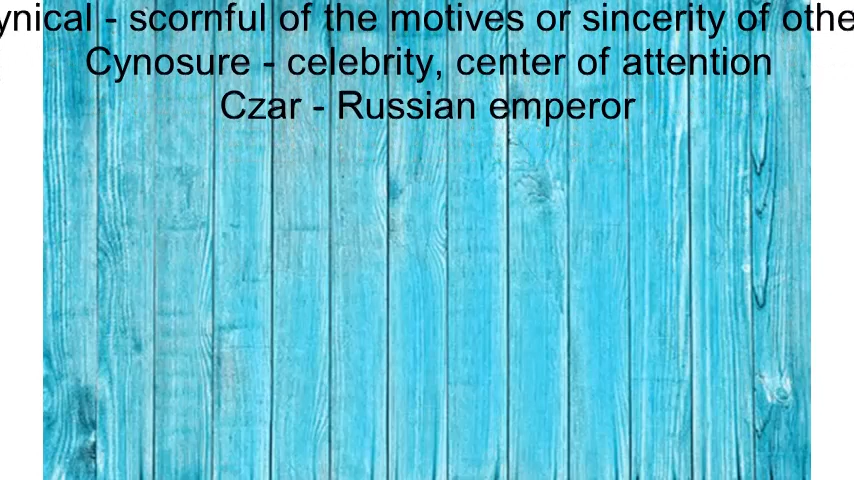 ynical - scornful of the motives or sincerity of othe
Cynosure - celebrity, center of attention
Czar - Russian emperor